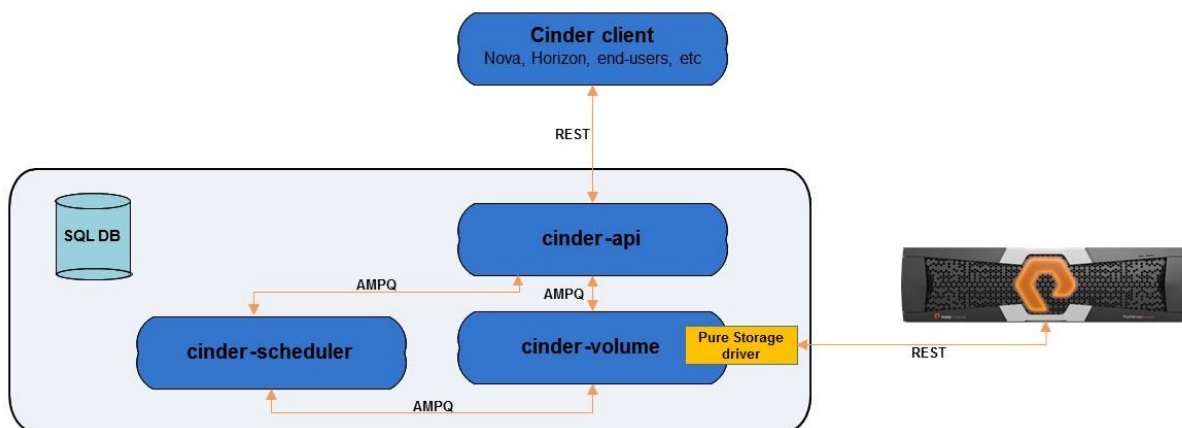 Cinder client
Nova, Horizon, end-users, etc
REST
SQL DB
cinder-api
AMPQ
AMPQ
cinder-scheduler
cinder-volume
Pure Storage
driver
REST
AMPQ